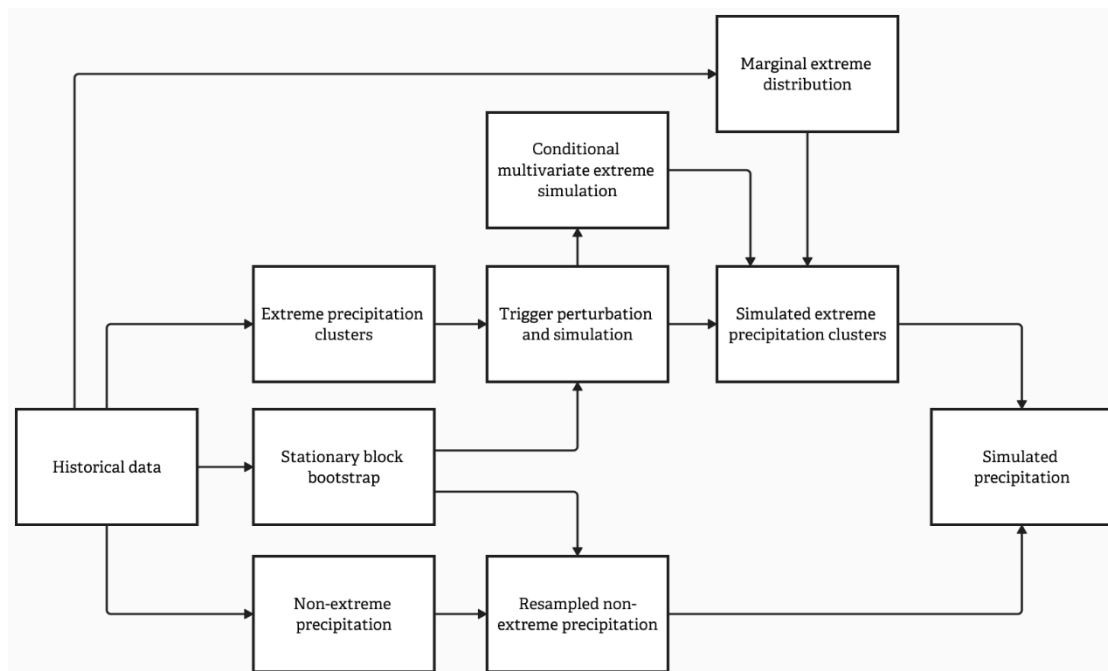 Marginal extreme
distribution
Conditional
multivariate extreme
simulation
Extreme precipitation
clusters
Trigger perturbation
and simulation
Simulated extreme
precipitation clusters
Historical data
Stationary block
bootstrap
Simulated
precipitation
Non-extreme
precipitation
Resampled non-
extreme precipitation